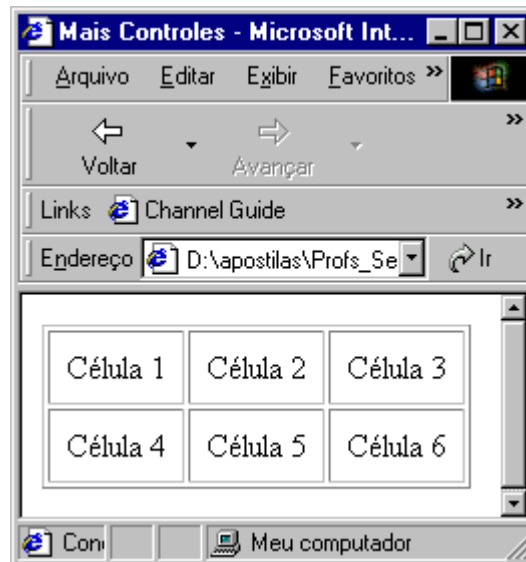 Mais Controles - Microsoft Int...
Arquivo Editar Exibir Favoritos »
Voltar Avançar »
Links Channel Guide »
Endereço D:\apostilas\Profs_Se Ir
Célula 1 Célula 2 Célula 3
Célula 4 Célula 5 Célula 6
Con Meu computador